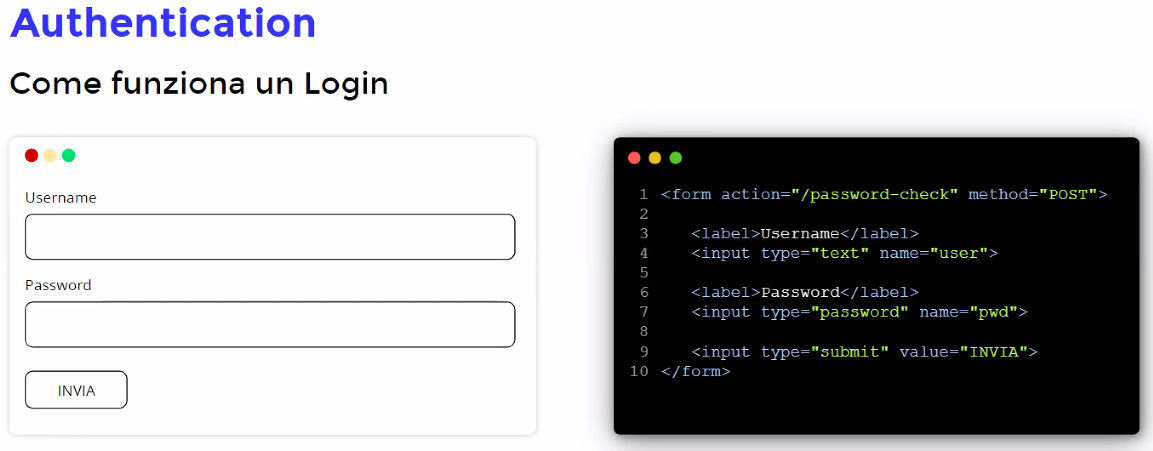 Authentication
Come funziona un Login
Username
Password
INVIA
1 <form action="/password-check" method="POST">
2
3 <label>Username</label>
4 <input type="text" name="user">
5
6 <label>Password</label>
7 <input type="password" name="pwd">
8
9 <input type="submit" value="INVIA">
10 </form>